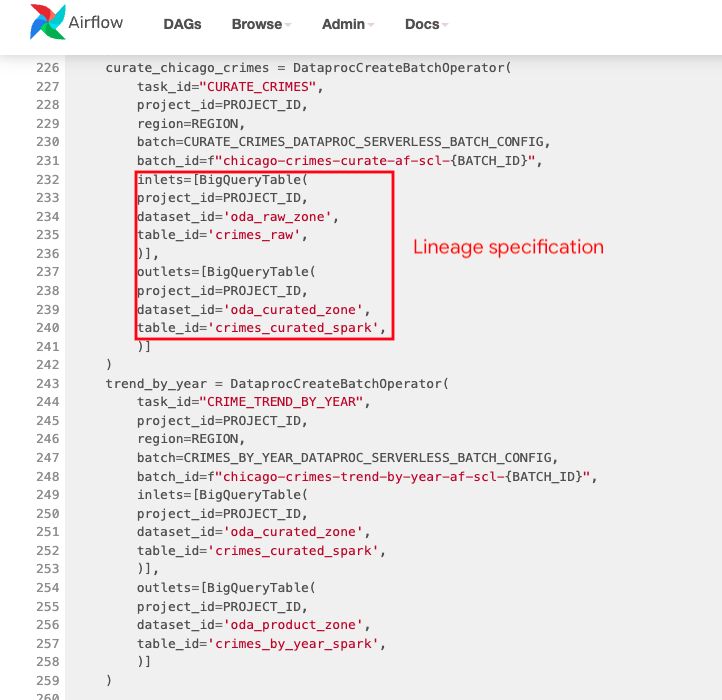 Airflow DAGs Browse Admin Docs
226 curate_chicago_crimes = DataprocCreateBatchOperator(
227 task_id="CURATE_CRIMES",
228 project_id=PROJECT_ID,
229 region=REGION,
230 batch=CURATE_CRIMES_DATAPROC_SERVERLESS_BATCH_CONFIG,
231 batch_id=f"chicago-crimes-curate-af-scl-{BATCH_ID}",
232 inlets=[BigQueryTable(
233 project_id=PROJECT_ID,
234 dataset_id='oda_raw_zone',
235 table_id='crimes_raw',
236 )],
237 outlets=[BigQueryTable(
238 project_id=PROJECT_ID,
239 dataset_id='oda_curated_zone',
240 table_id='crimes_curated_spark',
241 )]
242 )
Lineage specification
243 trend_by_year = DataprocCreateBatchOperator(
244 task_id="CRIME_TREND_BY_YEAR",
245 project_id=PROJECT_ID,
246 region=REGION,
247 batch=CRIMES_BY_YEAR_DATAPROC_SERVERLESS_BATCH_CONFIG,
248 batch_id=f"chicago-crimes-trend-by-year-af-scl-{BATCH_ID}",
249 inlets=[BigQueryTable(
250 project_id=PROJECT_ID,
251 dataset_id='oda_curated_zone',
252 table_id='crimes_curated_spark',
253 )],
254 outlets=[BigQueryTable(
255 project_id=PROJECT_ID,
256 dataset_id='oda_product_zone',
257 table_id='crimes_by_year_spark',
258 )]
259 )
260